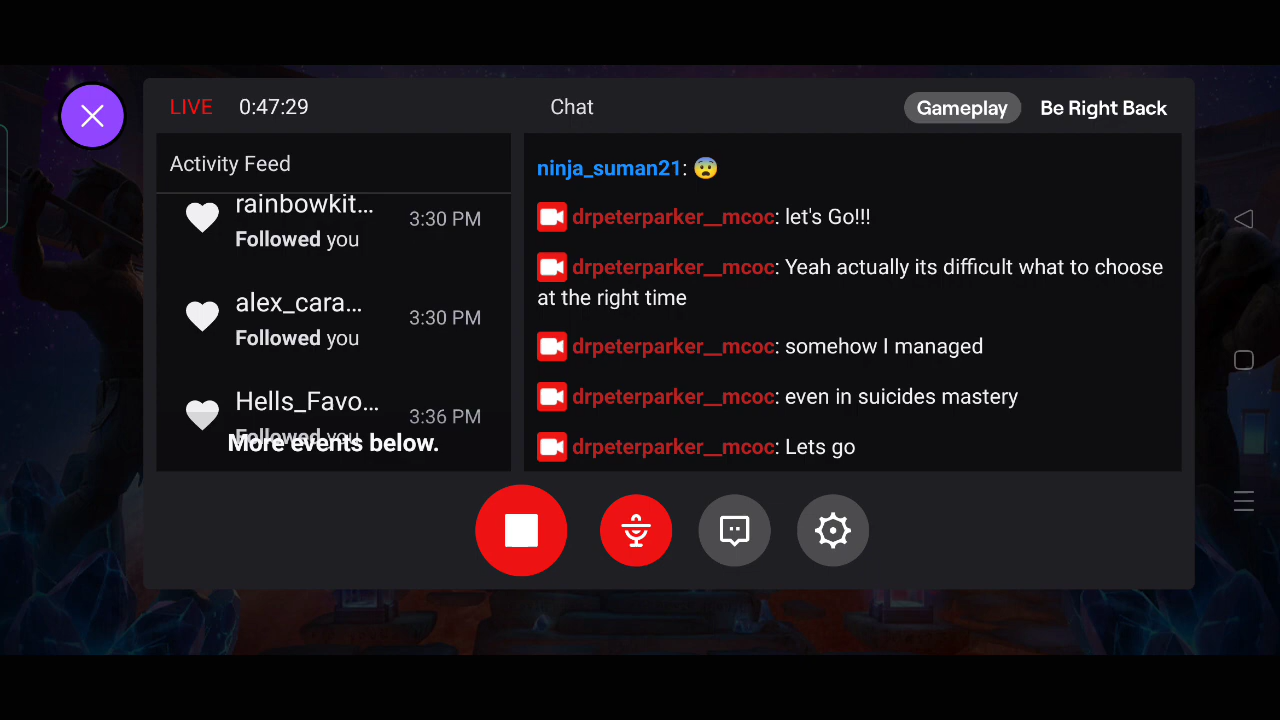 LIVE 0:47:29 Chat Gameplay Be Right Back
Activity Feed
rainbowkit...
Followed you
3:30 PM
alex_cara...
Followed you
3:30 PM
Hells_Favo...
Followed you
3:36 PM
More events below.
ninja_suman21: 😨
drpeterparker__mcoc: let's Go!!!
drpeterparker__mcoc: Yeah actually its difficult what to choose
at the right time
drpeterparker__mcoc: somehow I managed
drpeterparker__mcoc: even in suicides mastery
drpeterparker__mcoc: Lets go